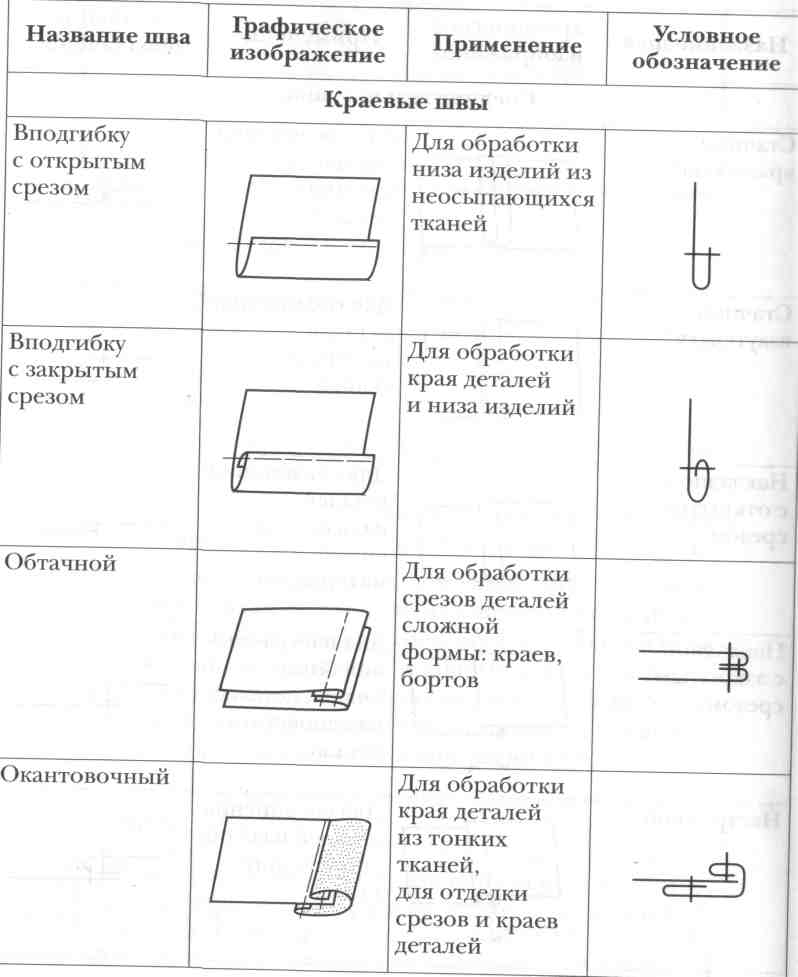 Название шва
Графическое
изображение
Применение
Условное
обозначение
Краевые швы
Вподгибку
с открытым
срезом
Для обработки
низа изделий из
неосыпающихся
тканей
Вподгибку
с закрытым
срезом
Для обработки
края деталей
и низа изделий
Обтачной
Для обработки
срезов деталей
сложной
формы: краев,
бортов
Окантовочный
Для обработки
края деталей
из тонких
тканей,
для отделки
срезов и краев
деталей